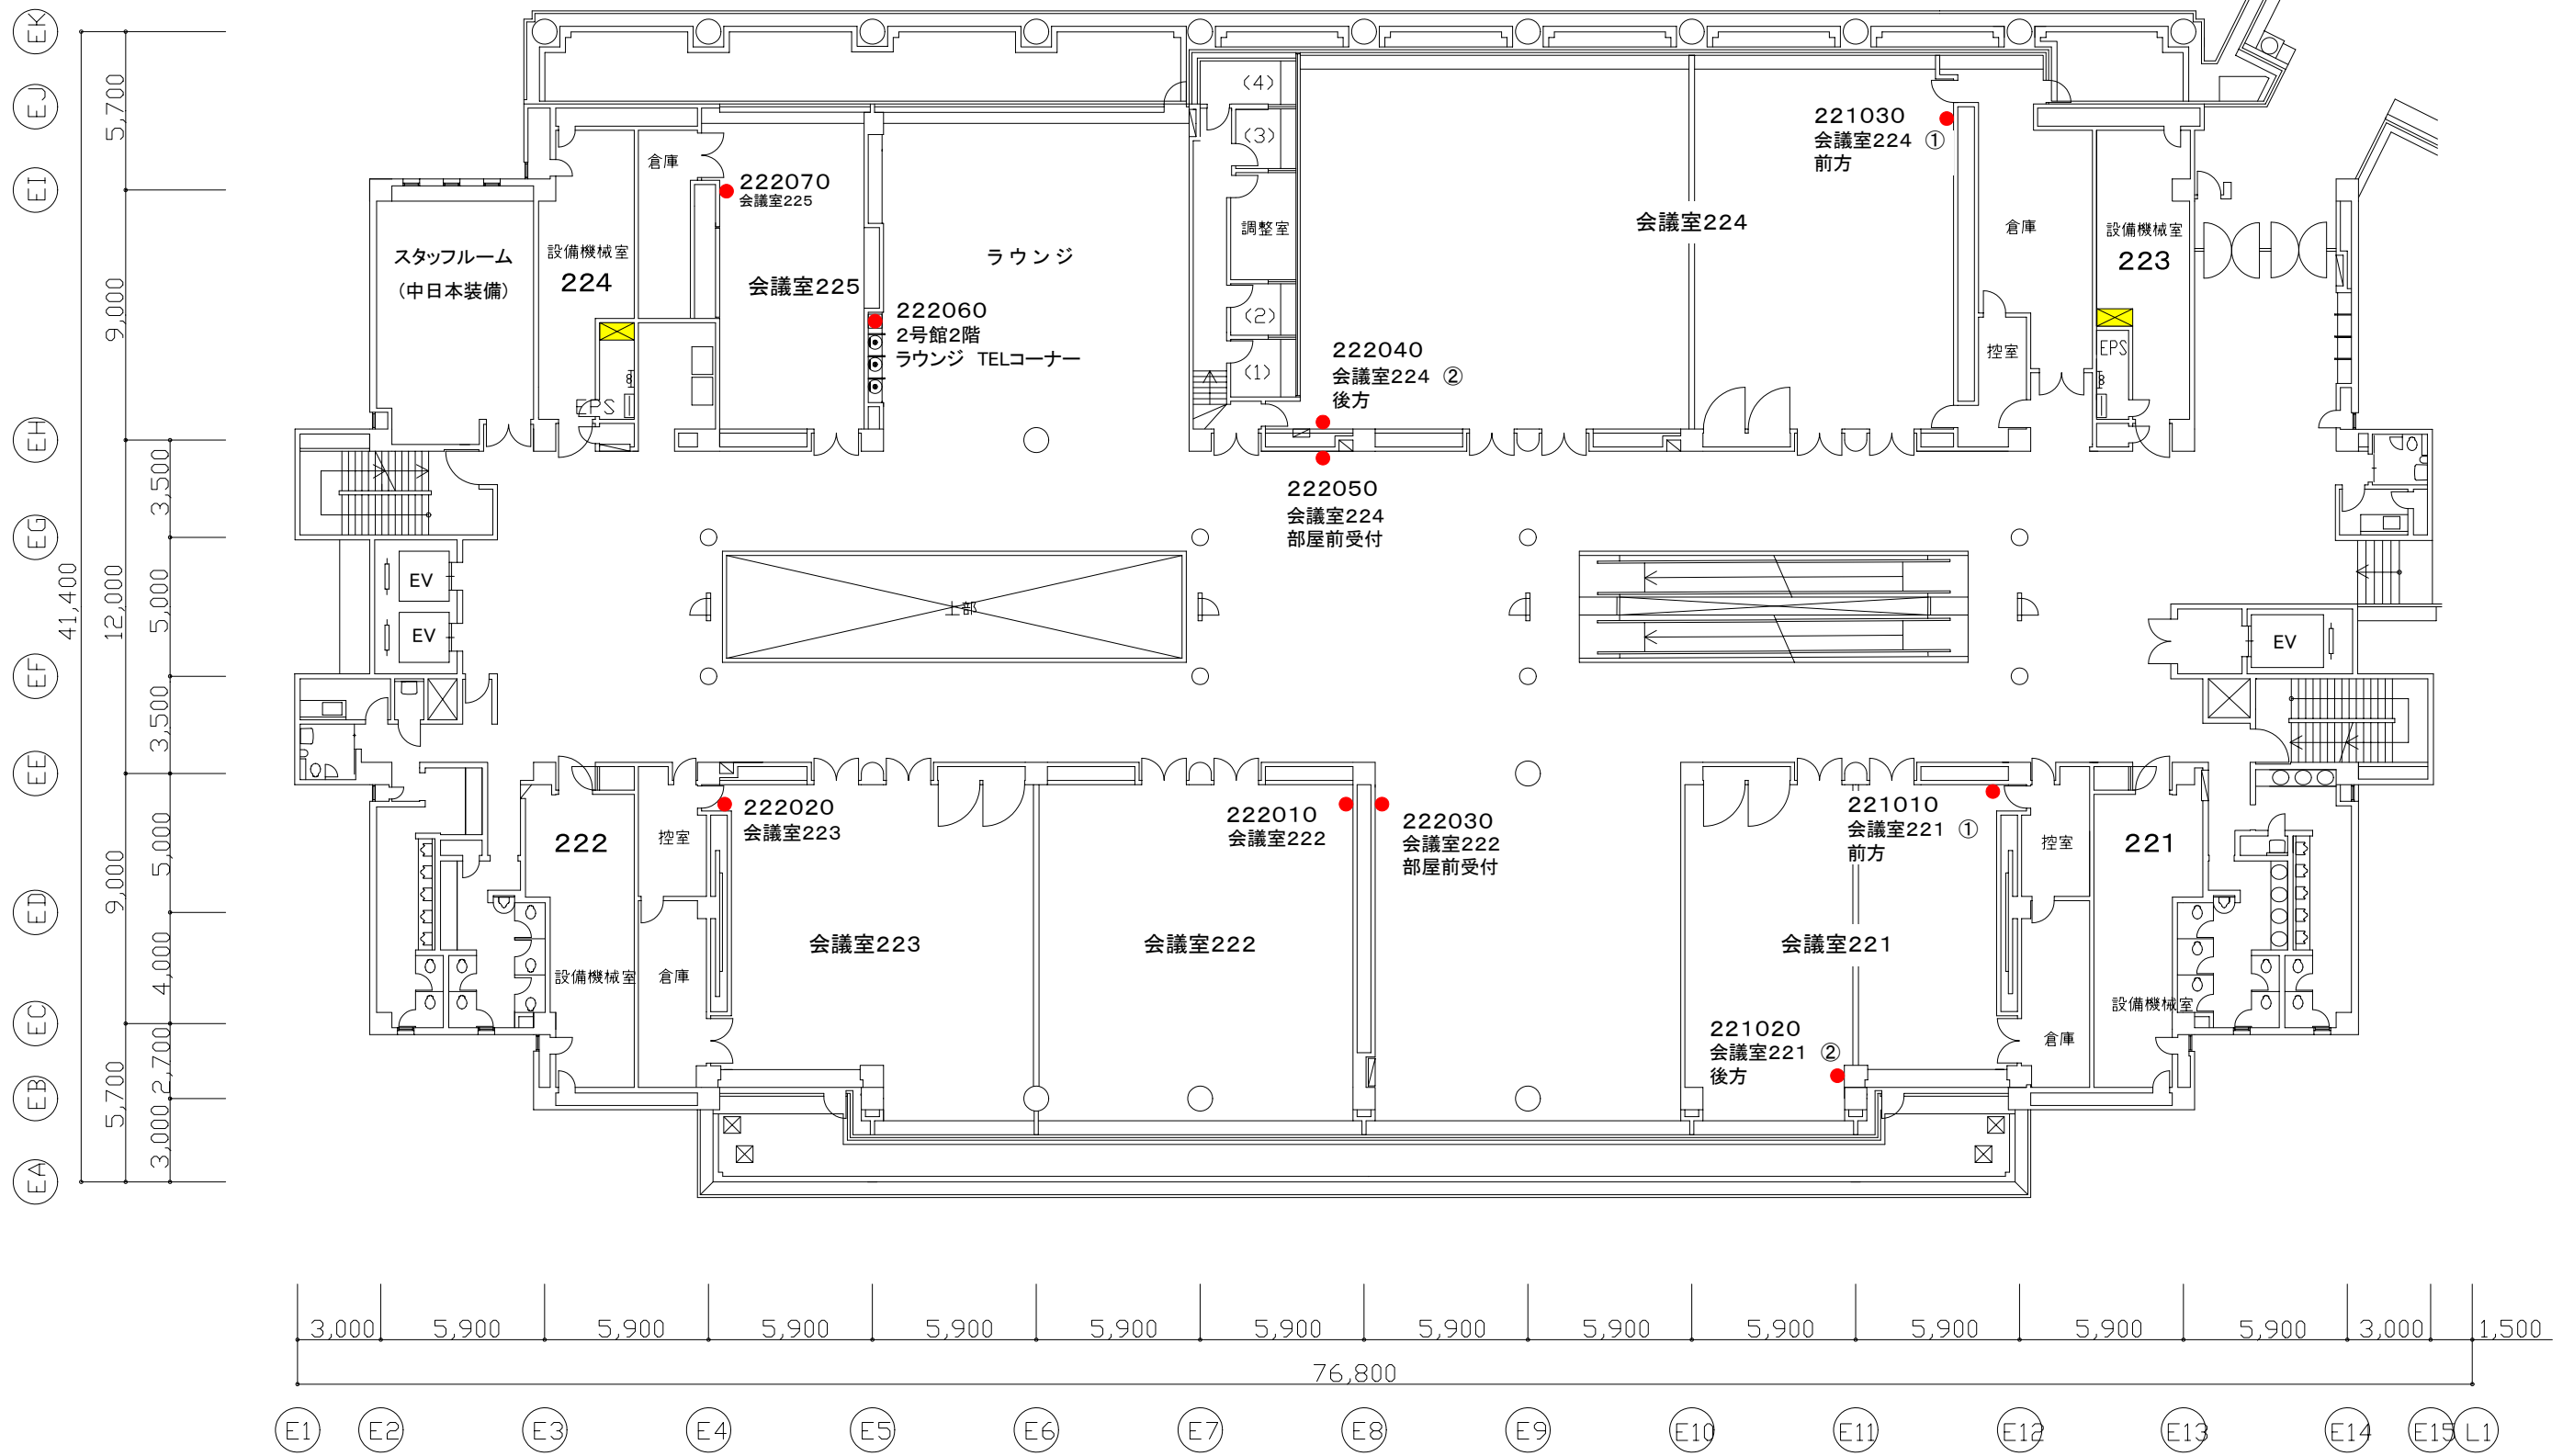 EK
EJ
EI
EH
EG
EF
EE
ED
EC
EB
EA
41,400
5,700
9,000
12,000
9,000
5,700
3,500
5,000
3,500
5,000
4,000
2,700
3,000
スタッフルーム
(中日本装備)
設備機械室
224
EPS
倉庫
222070
会議室225
会議室225
ラウンジ
222060
2号館2階
ラウンジ TELコーナー
(4)
(3)
調整室
(2)
(1)
222040
会議室224 ②
後方
会議室224
221030
会議室224 ①
前方
倉庫
控室
設備機械室
223
EPS
222050
会議室224
部屋前受付
EV
EV
上部
EV
222
設備機械室
控室
倉庫
222020
会議室223
会議室223
222010
会議室222
会議室222
222030
会議室222
部屋前受付
221010
会議室221 ①
前方
会議室221
221020
会議室221 ②
後方
控室
倉庫
221
設備機械室
3,000
5,900
5,900
5,900
5,900
5,900
5,900
5,900
5,900
5,900
5,900
5,900
5,900
3,000
1,500
76,800
E1
E2
E3
E4
E5
E6
E7
E8
E9
E10
E11
E12
E13
E14
E15
L1